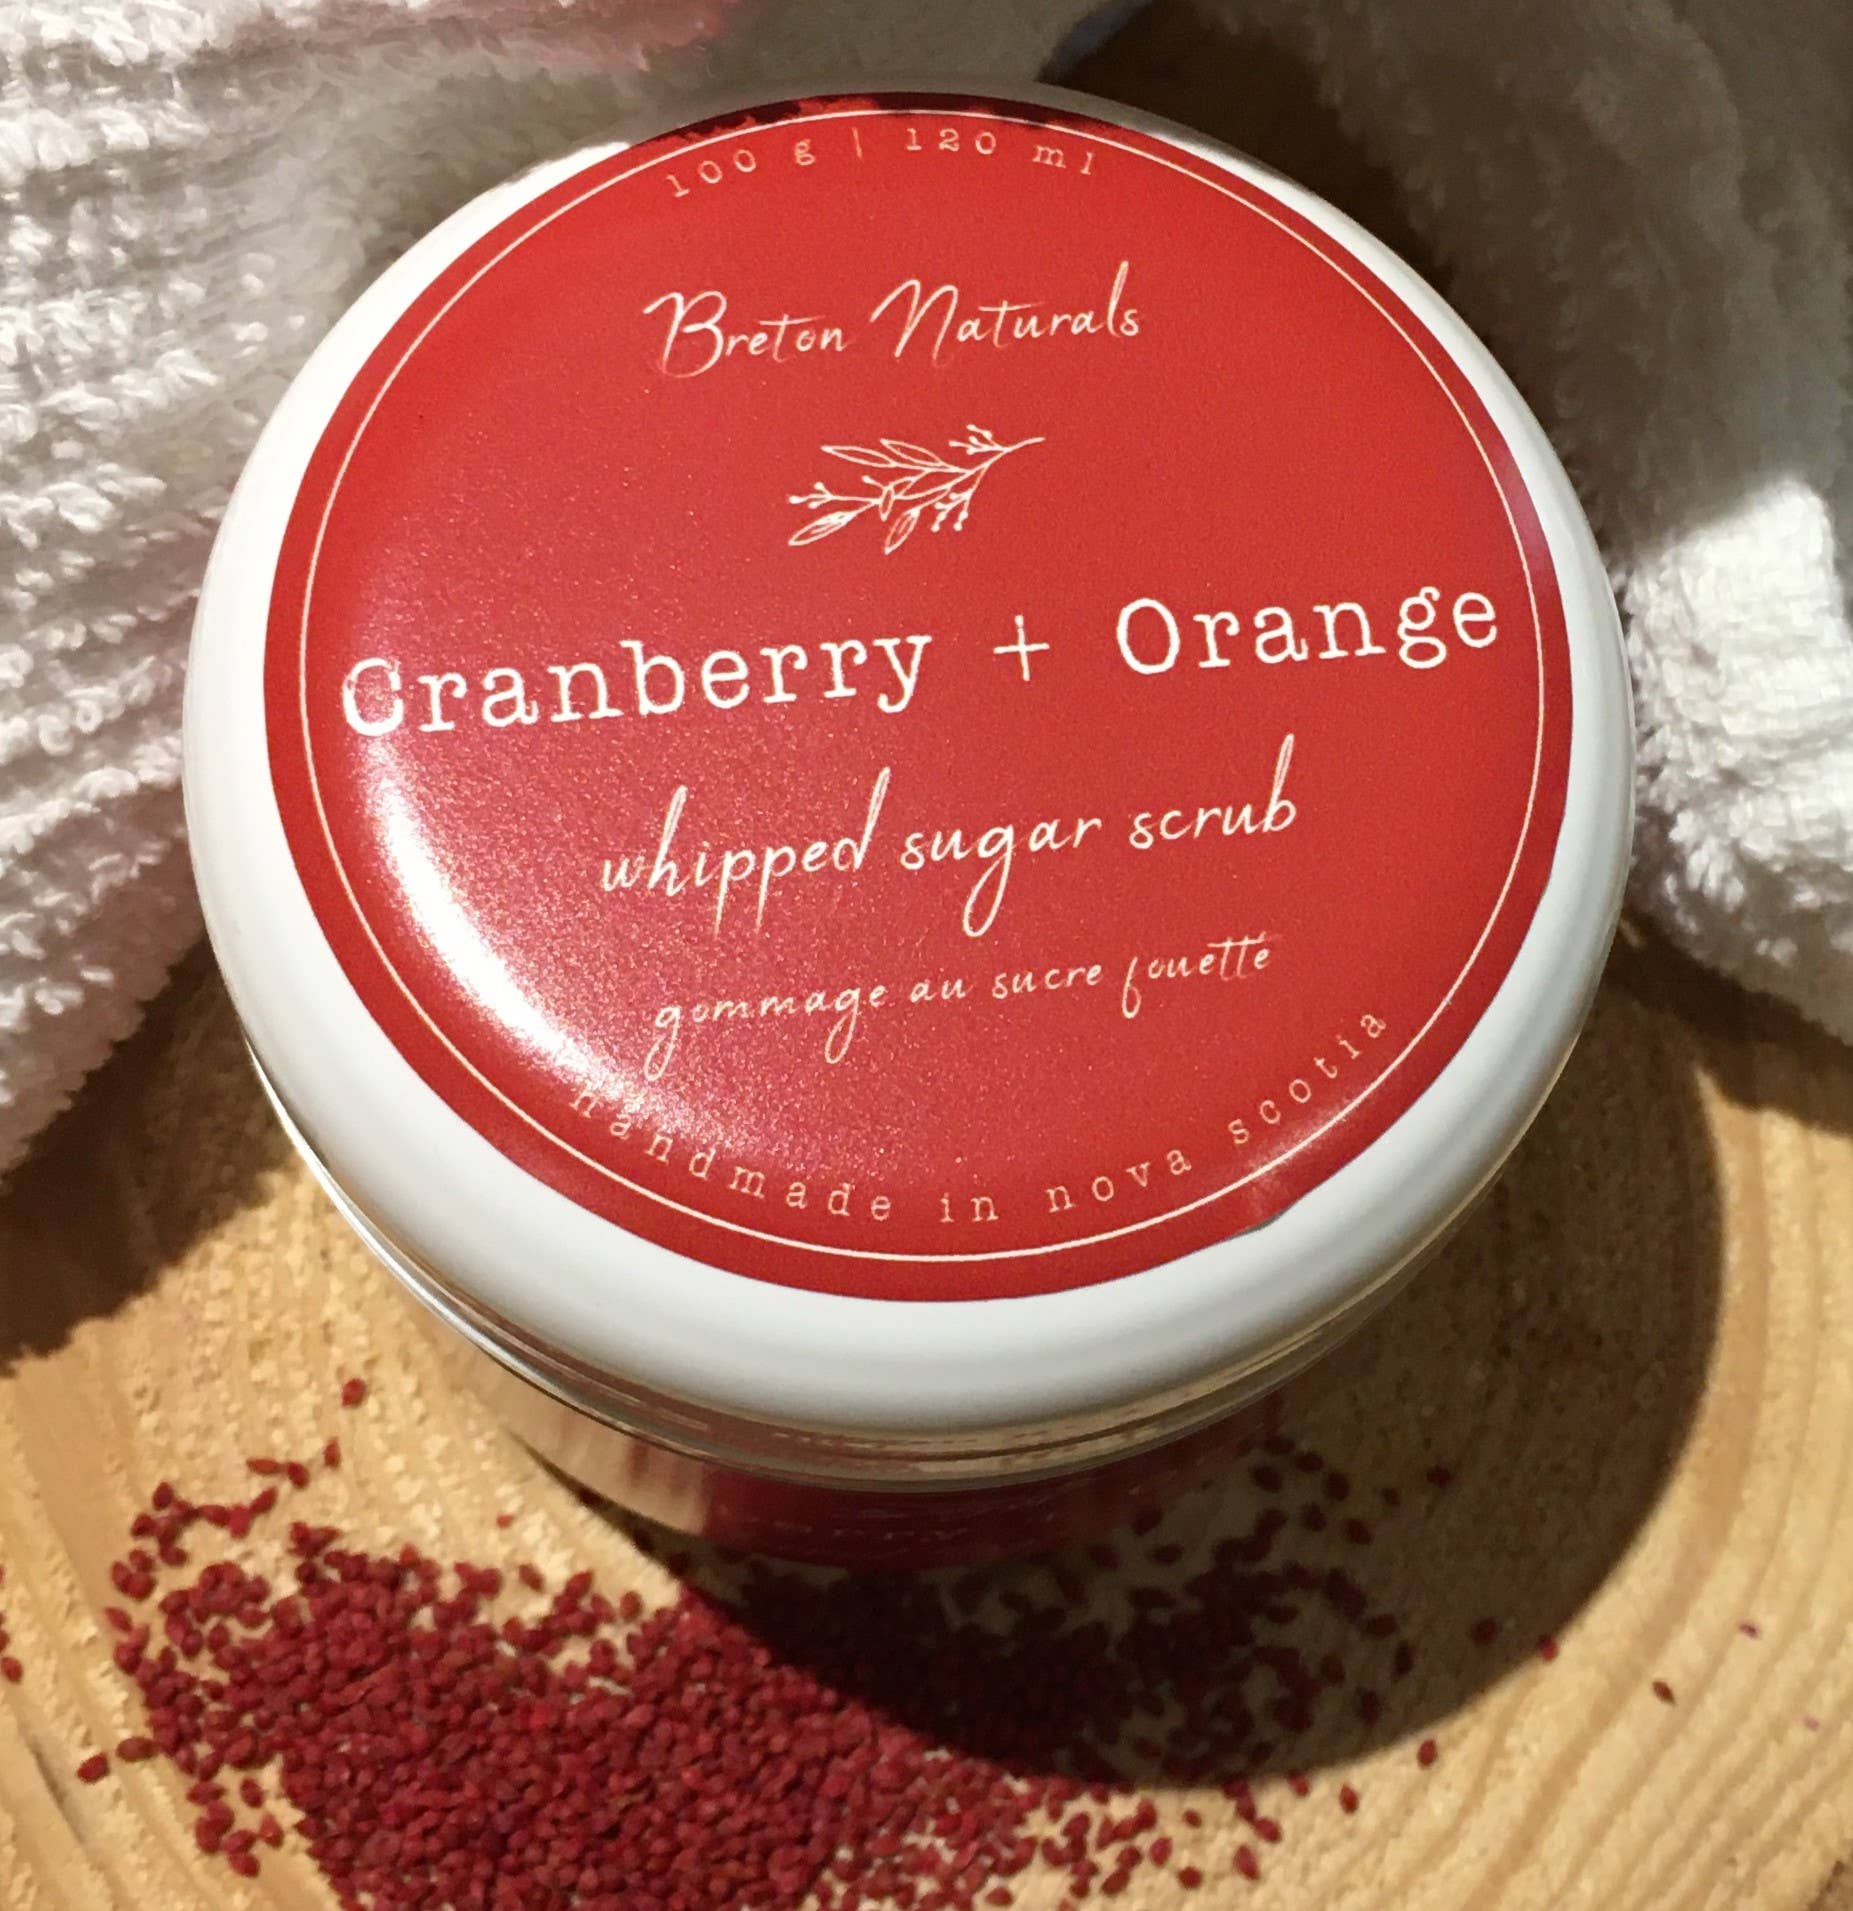 100 g | 120 ml
Breton Naturals
Cranberry + Orange
whipped sugar scrub
gommage au sucre fouetté
handmade in nova scotia